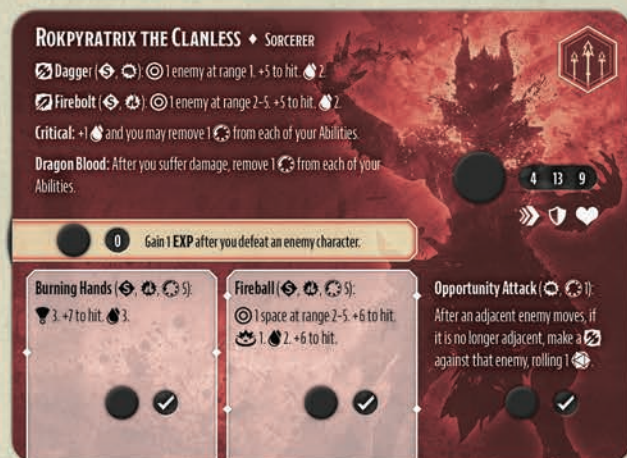 ROKPYRATRIX THE CLANLESS ♦ SORCERER
Dagger (S, ): 1 enemy at range 1. +5 to hit. 2.
Firebolt (S, ): 1 enemy at range 2-5. +5 to hit. 2.
Critical: +1 and you may remove 1 from each of your Abilities.
Dragon Blood: After you suffer damage, remove 1 from each of your
Abilities.
4 13 9
0 Gain 1 EXP after you defeat an enemy character.
Burning Hands (S, , 5):
3. +7 to hit. 3.
Fireball (S, , 5):
1 space at range 2-5. +6 to hit.
1. 2. +6 to hit.
Opportunity Attack ( , 1):
After an adjacent enemy moves, if
it is no longer adjacent, make a
against that enemy, rolling 1 .